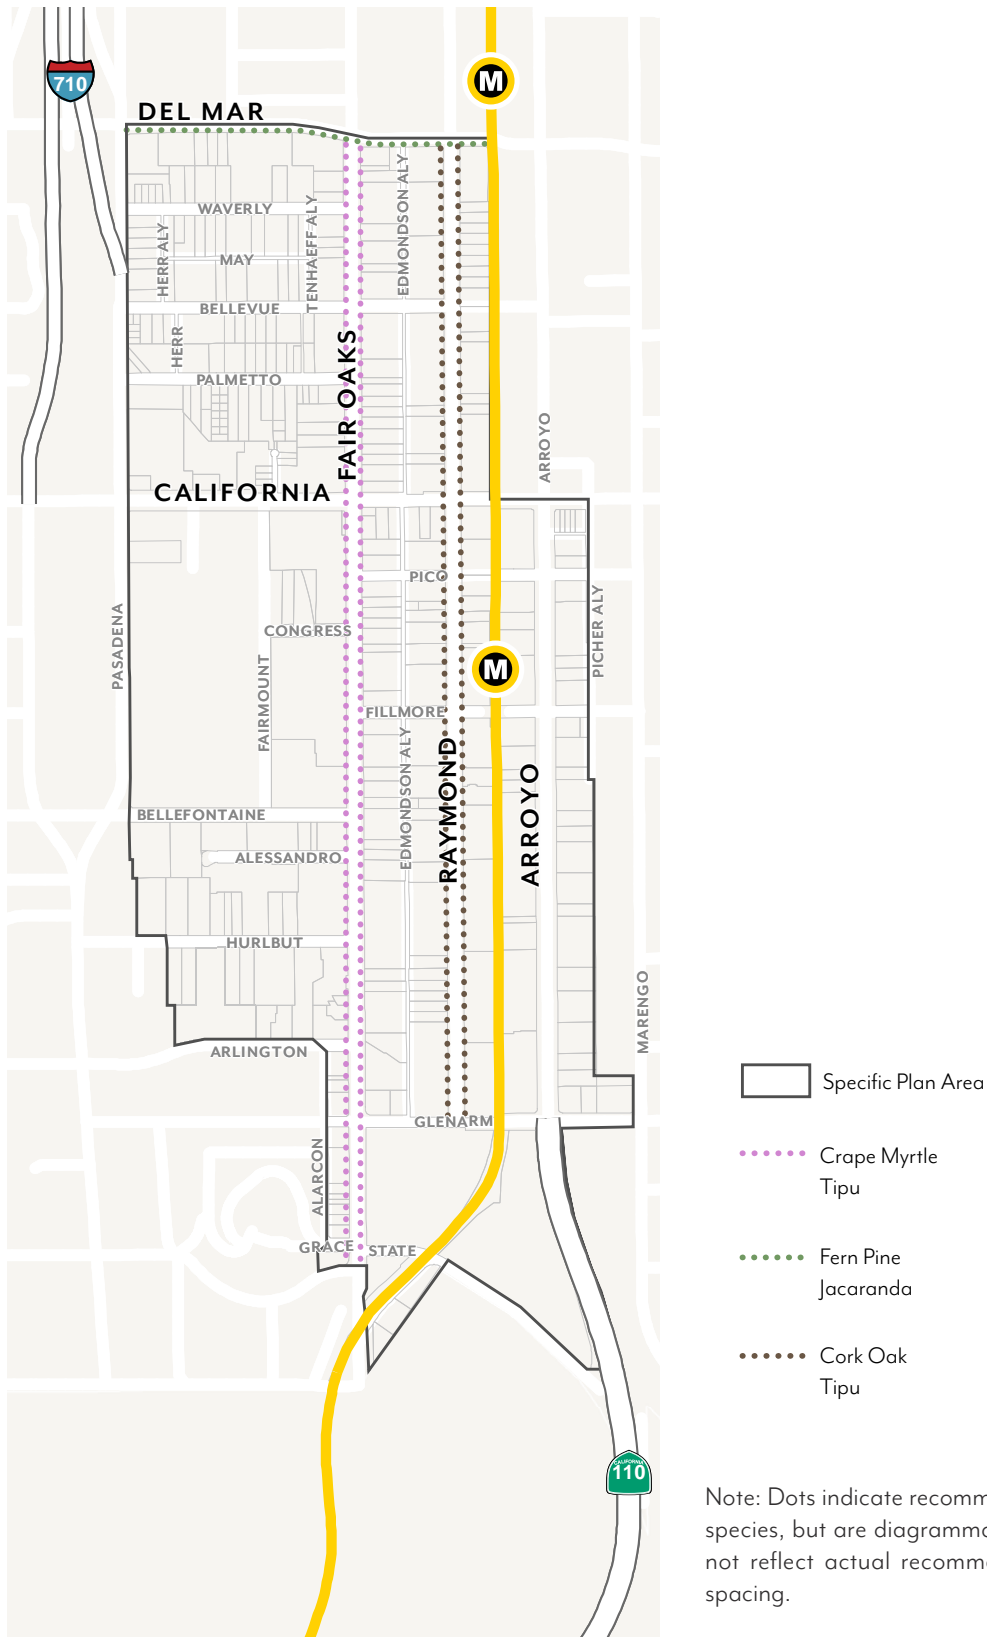 710
M
DEL MAR
WAVERLY
HERR ALY
TENHAEFF ALY
EDMONDSON ALY
MAY
BELLEVUE
HERR
FAIR OAKS
PALMETTO
ARROYO
CALIFORNIA
PICO
PASADENA
CONGRESS
PICHER ALY
FAIRMOUNT
M
FILLMORE
EDMONDSON ALY
RAYMOND
ARROYO
BELLEFONTAINE
ALESSANDRO
HURLBUT
MARENGO
ARLINGTON
GLENARM
ALARCON
GRACE
STATE
CALIFORNIA
110
Specific Plan Area
Crape Myrtle
Tipu
Fern Pine
Jacaranda
Cork Oak
Tipu
Note: Dots indicate recomm
species, but are diagramma
not reflect actual recomme
spacing.